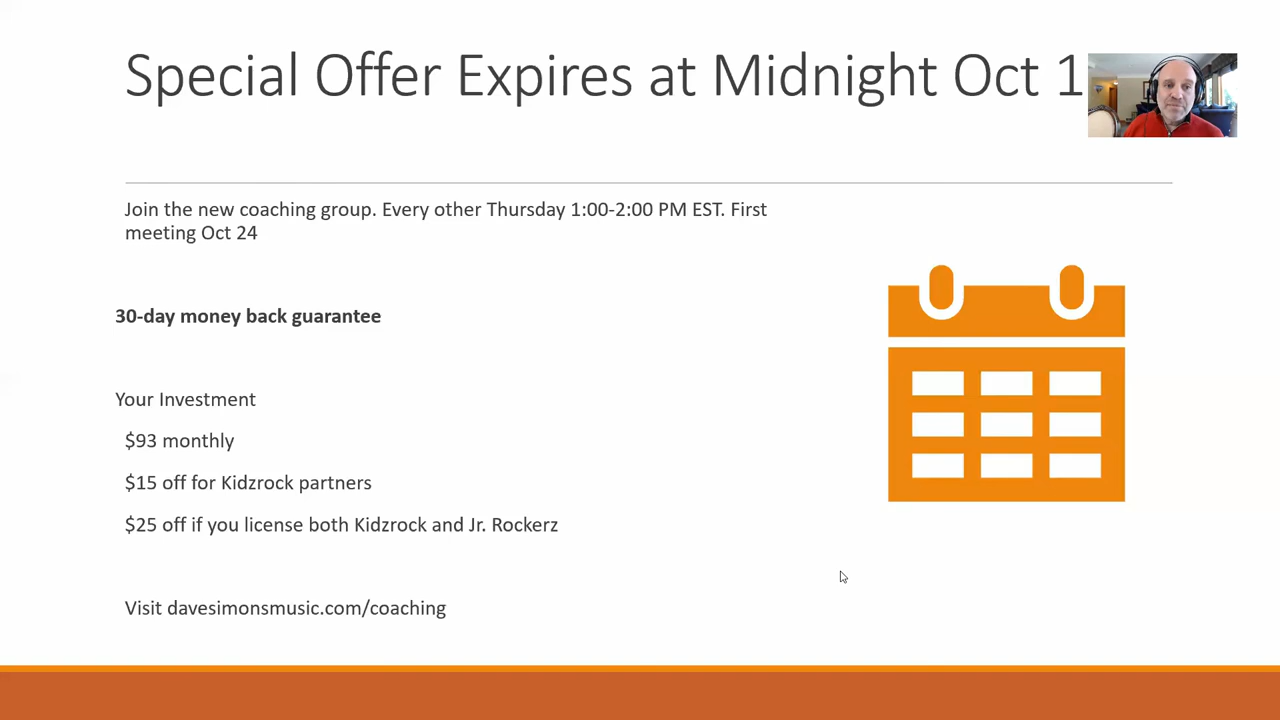 Special Offer Expires at Midnight Oct 1
Join the new coaching group. Every other Thursday 1:00-2:00 PM EST. First
meeting Oct 24
30-day money back guarantee
Your Investment
$93 monthly
$15 off for Kidzrock partners
$25 off if you license both Kidzrock and Jr. Rockerz
Visit davesimonsmusic.com/coaching